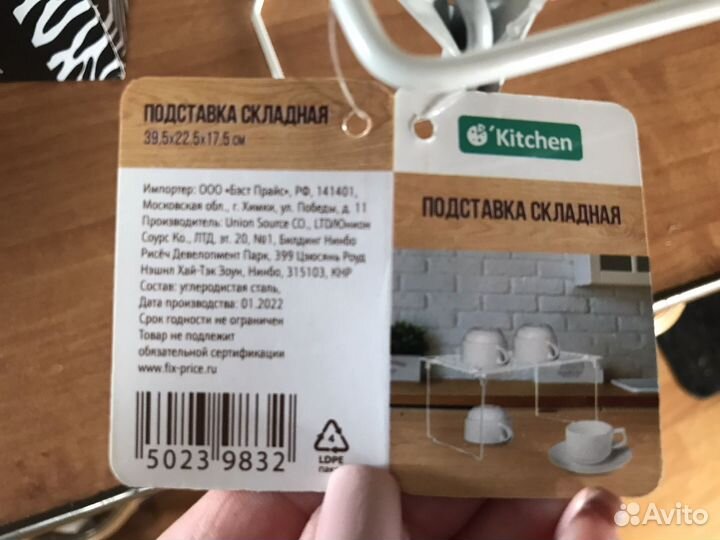 ПОДСТАВКА СКЛАДНАЯ
39.5x22.5x17.5 см
Импортер: ООО «Бэст Прайс», РФ, 141401,
Московская обл., г. Химки, ул. Победы, д. 11
Производитель: Union Source CO., LTD/Юнион
Соурс Ко., ЛТД, эт. 20, №1, Билдинг Нинбо
Рисёч Девелопмент Парк, 399 Цзюсянь Роуд
Нэшнл Хай-Тэк Зоун, Нинбо, 315103, КНР
Состав: углеродистая сталь.
Дата производства: 01.2022
Срок годности не ограничен
Товар не подлежит
обязательной сертификации
www.fix-price.ru
5023 9832
4
LDPE
Kitchen
ПОДСТАВКА СКЛАДНАЯ
Avito